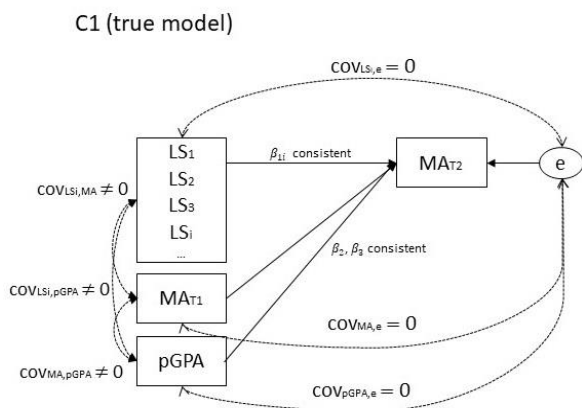 C1 (true model)
COVLSi,e = 0
LS1
LS2
LS3
LSi
...
β1i consistent
MAT2
e
COVLSi,MA ≠ 0
β2, β3 consistent
COVLSi,pGPA ≠ 0
MAT1
COVMA,e = 0
pGPA
COVMA,pGPA ≠ 0
COVpGPA,e = 0